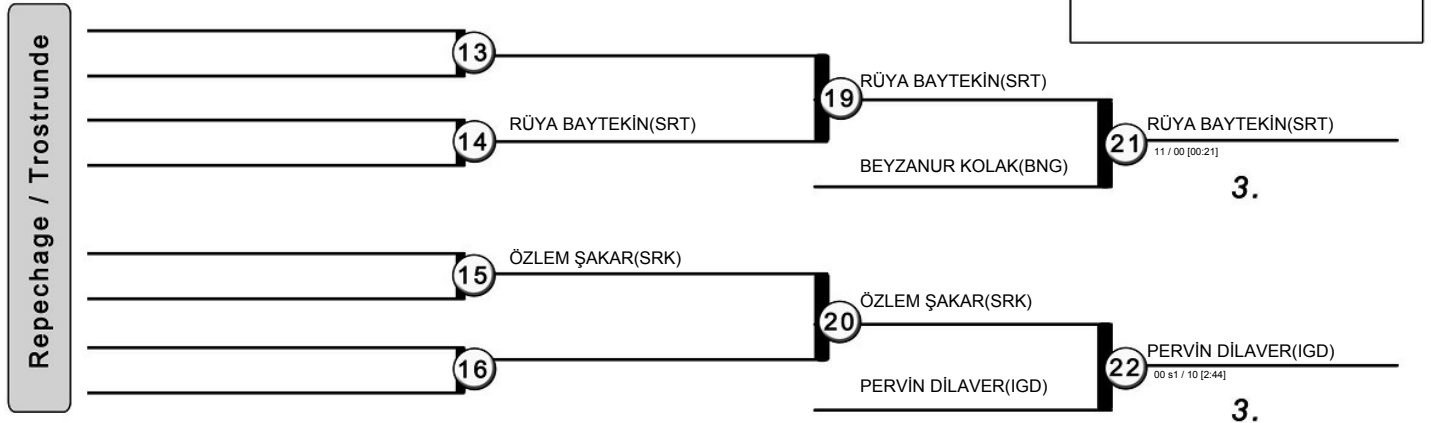 Repechage / Trostrunde
13
14
RÜYA BAYTEKİN(SRT)
19
RÜYA BAYTEKİN(SRT)
BEYZANUR KOLAK(BNG)
21
RÜYA BAYTEKİN(SRT)
11 / 00 [00:21]
3.
15
ÖZLEM ŞAKAR(SRK)
16
20
ÖZLEM ŞAKAR(SRK)
PERVİN DİLAVER(IGD)
22
PERVİN DİLAVER(IGD)
00 s1 / 10 [2:44]
3.